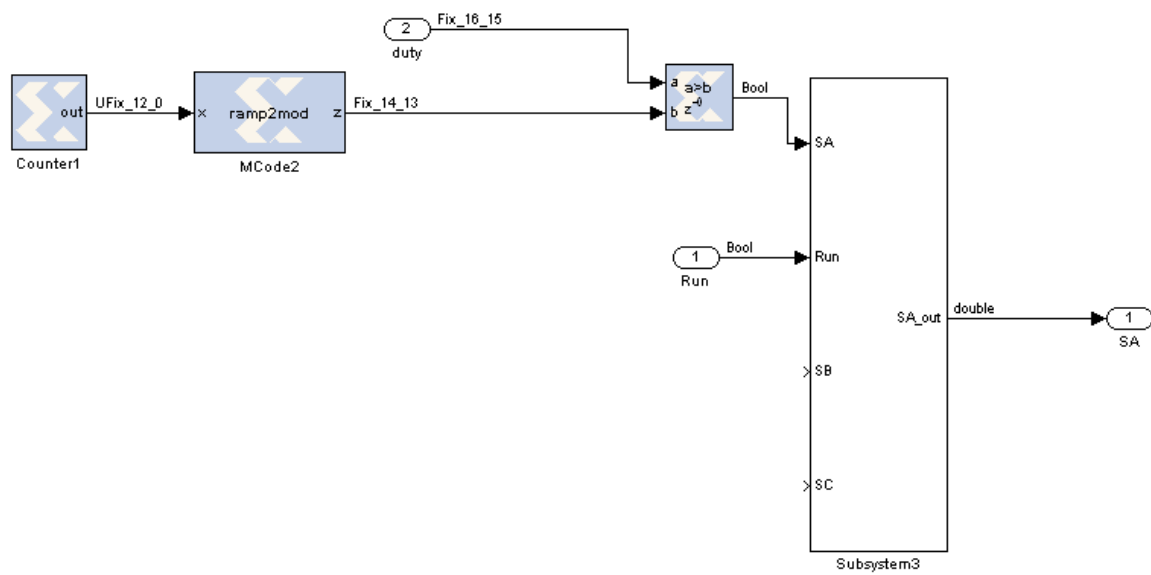 Fix_16_15
2
duty
a
a>b
Bool
b
z-0
out
UFix_12_0
x
ramp2mod
z
Fix_14_13
Counter1
MCode2
SA
1
Bool
Run
Run
SA_out
double
1
SA
SB
SC
Subsystem3